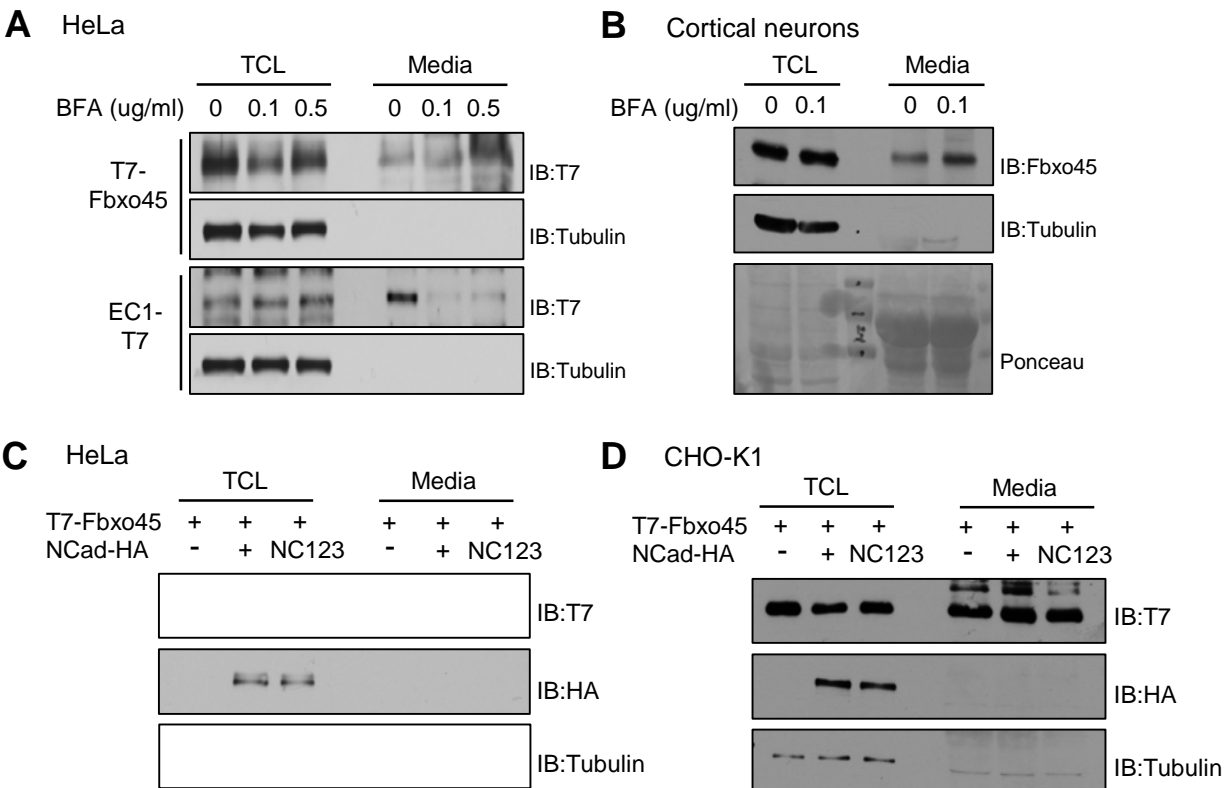 A HeLa
TCL Media
BFA (ug/ml) 0 0.1 0.5 0 0.1 0.5
T7-
Fbxo45
IB:T7
IB:Tubulin
EC1-
T7
IB:T7
IB:Tubulin
B Cortical neurons
TCL Media
BFA (ug/ml) 0 0.1 0 0.1
IB:Fbxo45
IB:Tubulin
Ponceau
C HeLa
TCL Media
T7-Fbxo45 + + + + + +
NCad-HA - + NC123 - + NC123
IB:T7
IB:HA
IB:Tubulin
D CHO-K1
TCL Media
T7-Fbxo45 + + + + + +
NCad-HA - + NC123 - + NC123
IB:T7
IB:HA
IB:Tubulin